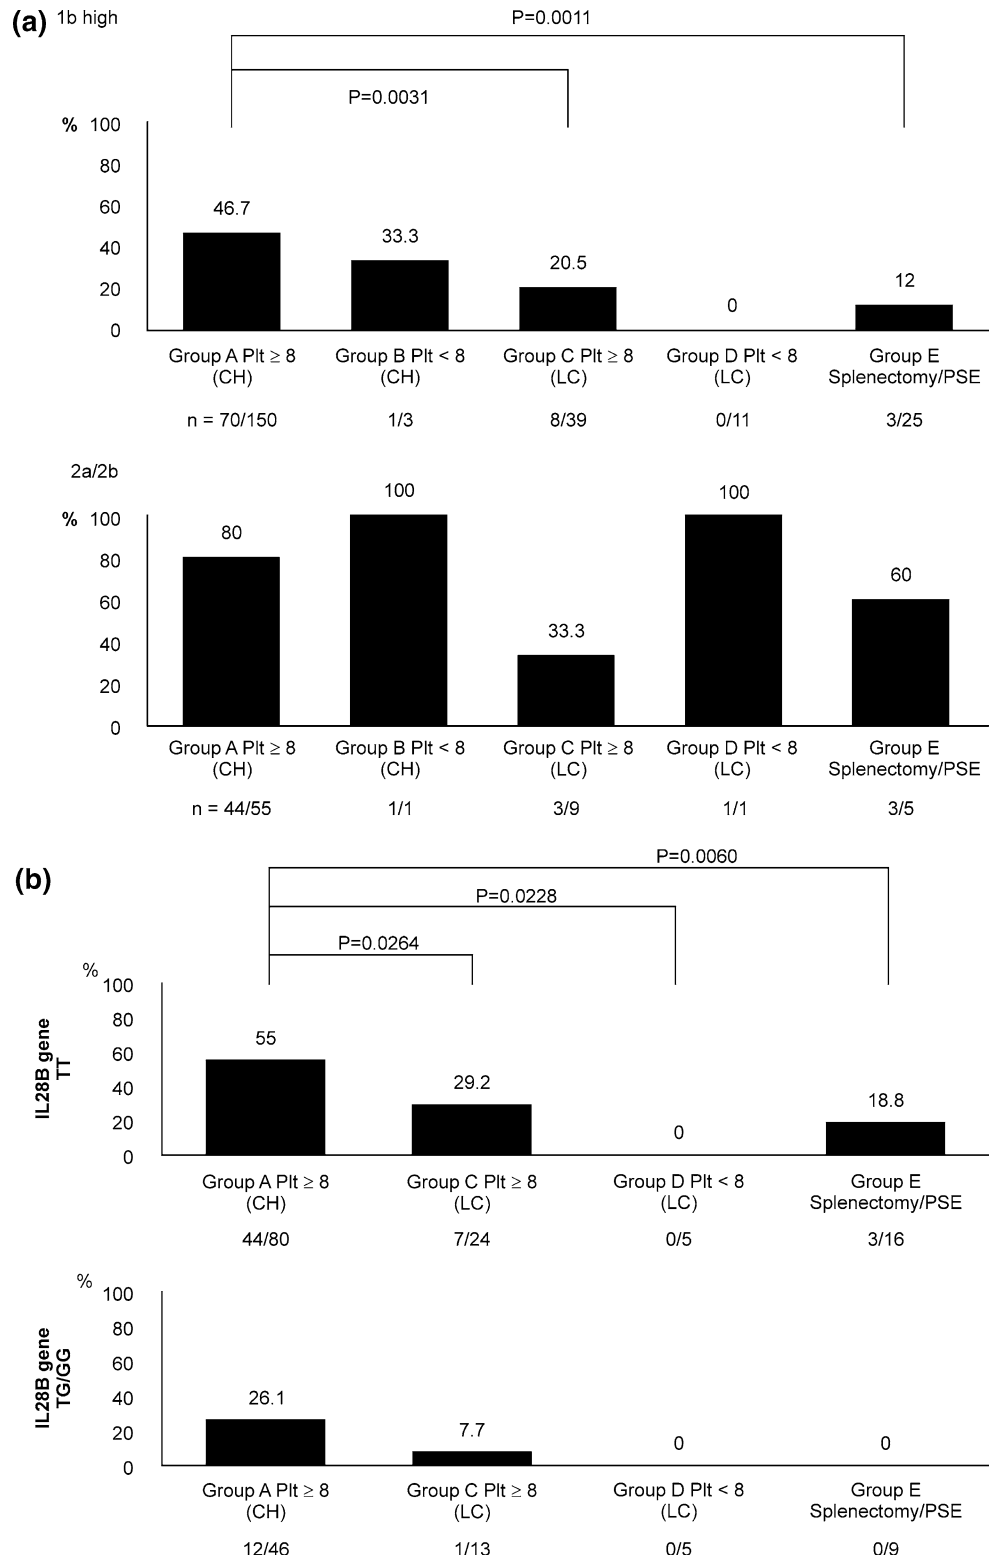 (a) 1b high
P=0.0011
P=0.0031
% 100
80
60
40
20
0
46.7
33.3
20.5
0
12
Group A Plt ≥ 8 Group B Plt < 8 Group C Plt ≥ 8 Group D Plt < 8 Group E
(CH) (CH) (LC) (LC) Splenectomy/PSE
n = 70/150 1/3 8/39 0/11 3/25
2a/2b
% 100
80
60
40
20
0
80
100
33.3
100
60
Group A Plt ≥ 8 Group B Plt < 8 Group C Plt ≥ 8 Group D Plt < 8 Group E
(CH) (CH) (LC) (LC) Splenectomy/PSE
n = 44/55 1/1 3/9 1/1 3/5
(b)
P=0.0060
P=0.0228
P=0.0264
IL28B gene
TT
% 100
80
60
40
20
0
55
29.2
0
18.8
Group A Plt ≥ 8 Group C Plt ≥ 8 Group D Plt < 8 Group E
(CH) (LC) (LC) Splenectomy/PSE
44/80 7/24 0/5 3/16
IL28B gene
TG/GG
% 100
80
60
40
20
0
26.1
7.7
0
0
Group A Plt ≥ 8 Group C Plt ≥ 8 Group D Plt < 8 Group E
(CH) (LC) (LC) Splenectomy/PSE
12/46 1/13 0/5 0/9